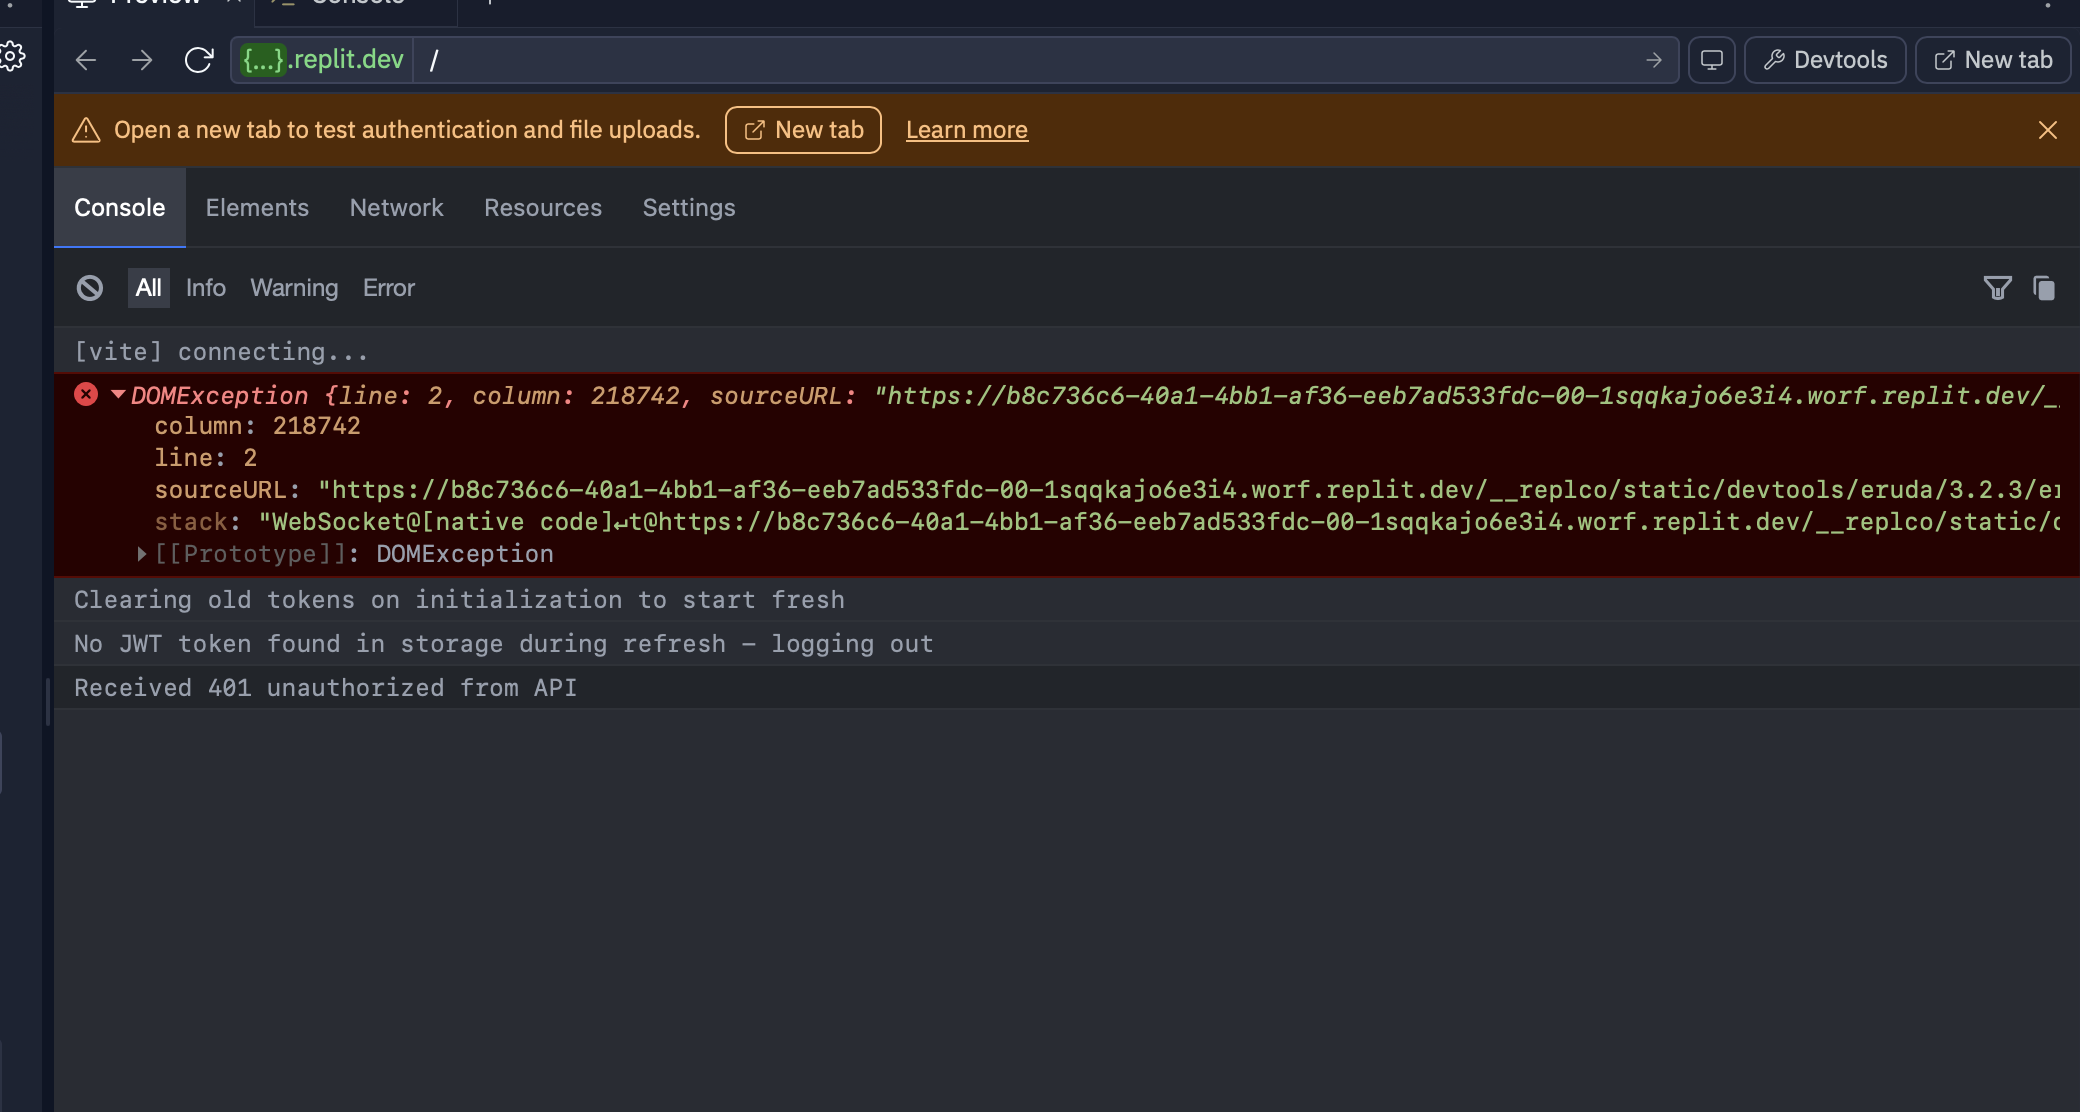 Preview
Console
{...}.replit.dev /
Devtools
New tab
Open a new tab to test authentication and file uploads.
New tab
Learn more
Console Elements Network Resources Settings
All Info Warning Error
[vite] connecting...
DOMException {line: 2, column: 218742, sourceURL: "https://b8c736c6-40a1-4bb1-af36-eeb7ad533fdc-00-1sqqkajo6e3i4.worf.replit.dev/_
column: 218742
line: 2
sourceURL: "https://b8c736c6-40a1-4bb1-af36-eeb7ad533fdc-00-1sqqkajo6e3i4.worf.replit.dev/__replco/static/devtools/eruda/3.2.3/e
stack: "WebSocket@[native code]↵t@https://b8c736c6-40a1-4bb1-af36-eeb7ad533fdc-00-1sqqkajo6e3i4.worf.replit.dev/__replco/static/
[[Prototype]]: DOMException
Clearing old tokens on initialization to start fresh
No JWT token found in storage during refresh – logging out
Received 401 unauthorized from API